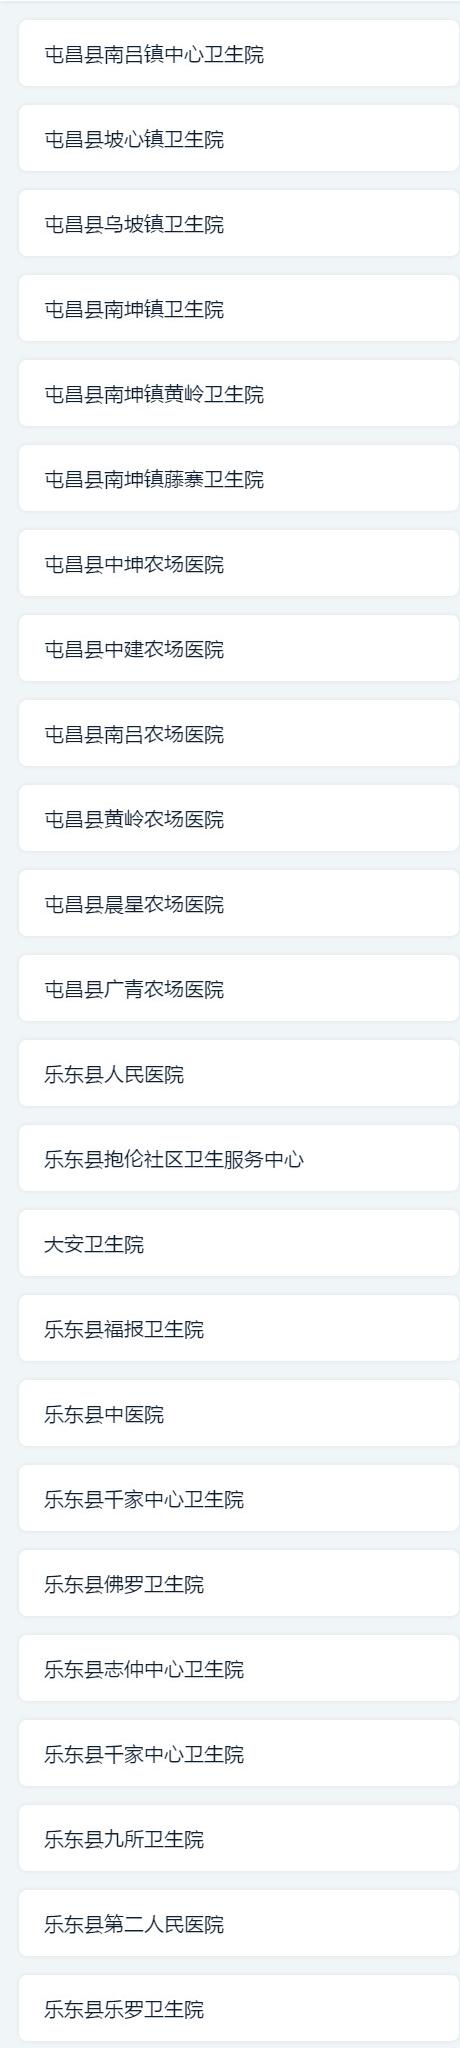 屯昌县南吕镇中心卫生院
屯昌县坡心镇卫生院
屯昌县乌坡镇卫生院
屯昌县南坤镇卫生院
屯昌县南坤镇黄岭卫生院
屯昌县南坤镇藤寨卫生院
屯昌县中坤农场医院
屯昌县中建农场医院
屯昌县南吕农场医院
屯昌县黄岭农场医院
屯昌县晨星农场医院
屯昌县广青农场医院
乐东县人民医院
乐东县抱伦社区卫生服务中心
大安卫生院
乐东县福报卫生院
乐东县中医院
乐东县千家中心卫生院
乐东县佛罗卫生院
乐东县志仲中心卫生院
乐东县千家中心卫生院
乐东县九所卫生院
乐东县第二人民医院
乐东县乐罗卫生院